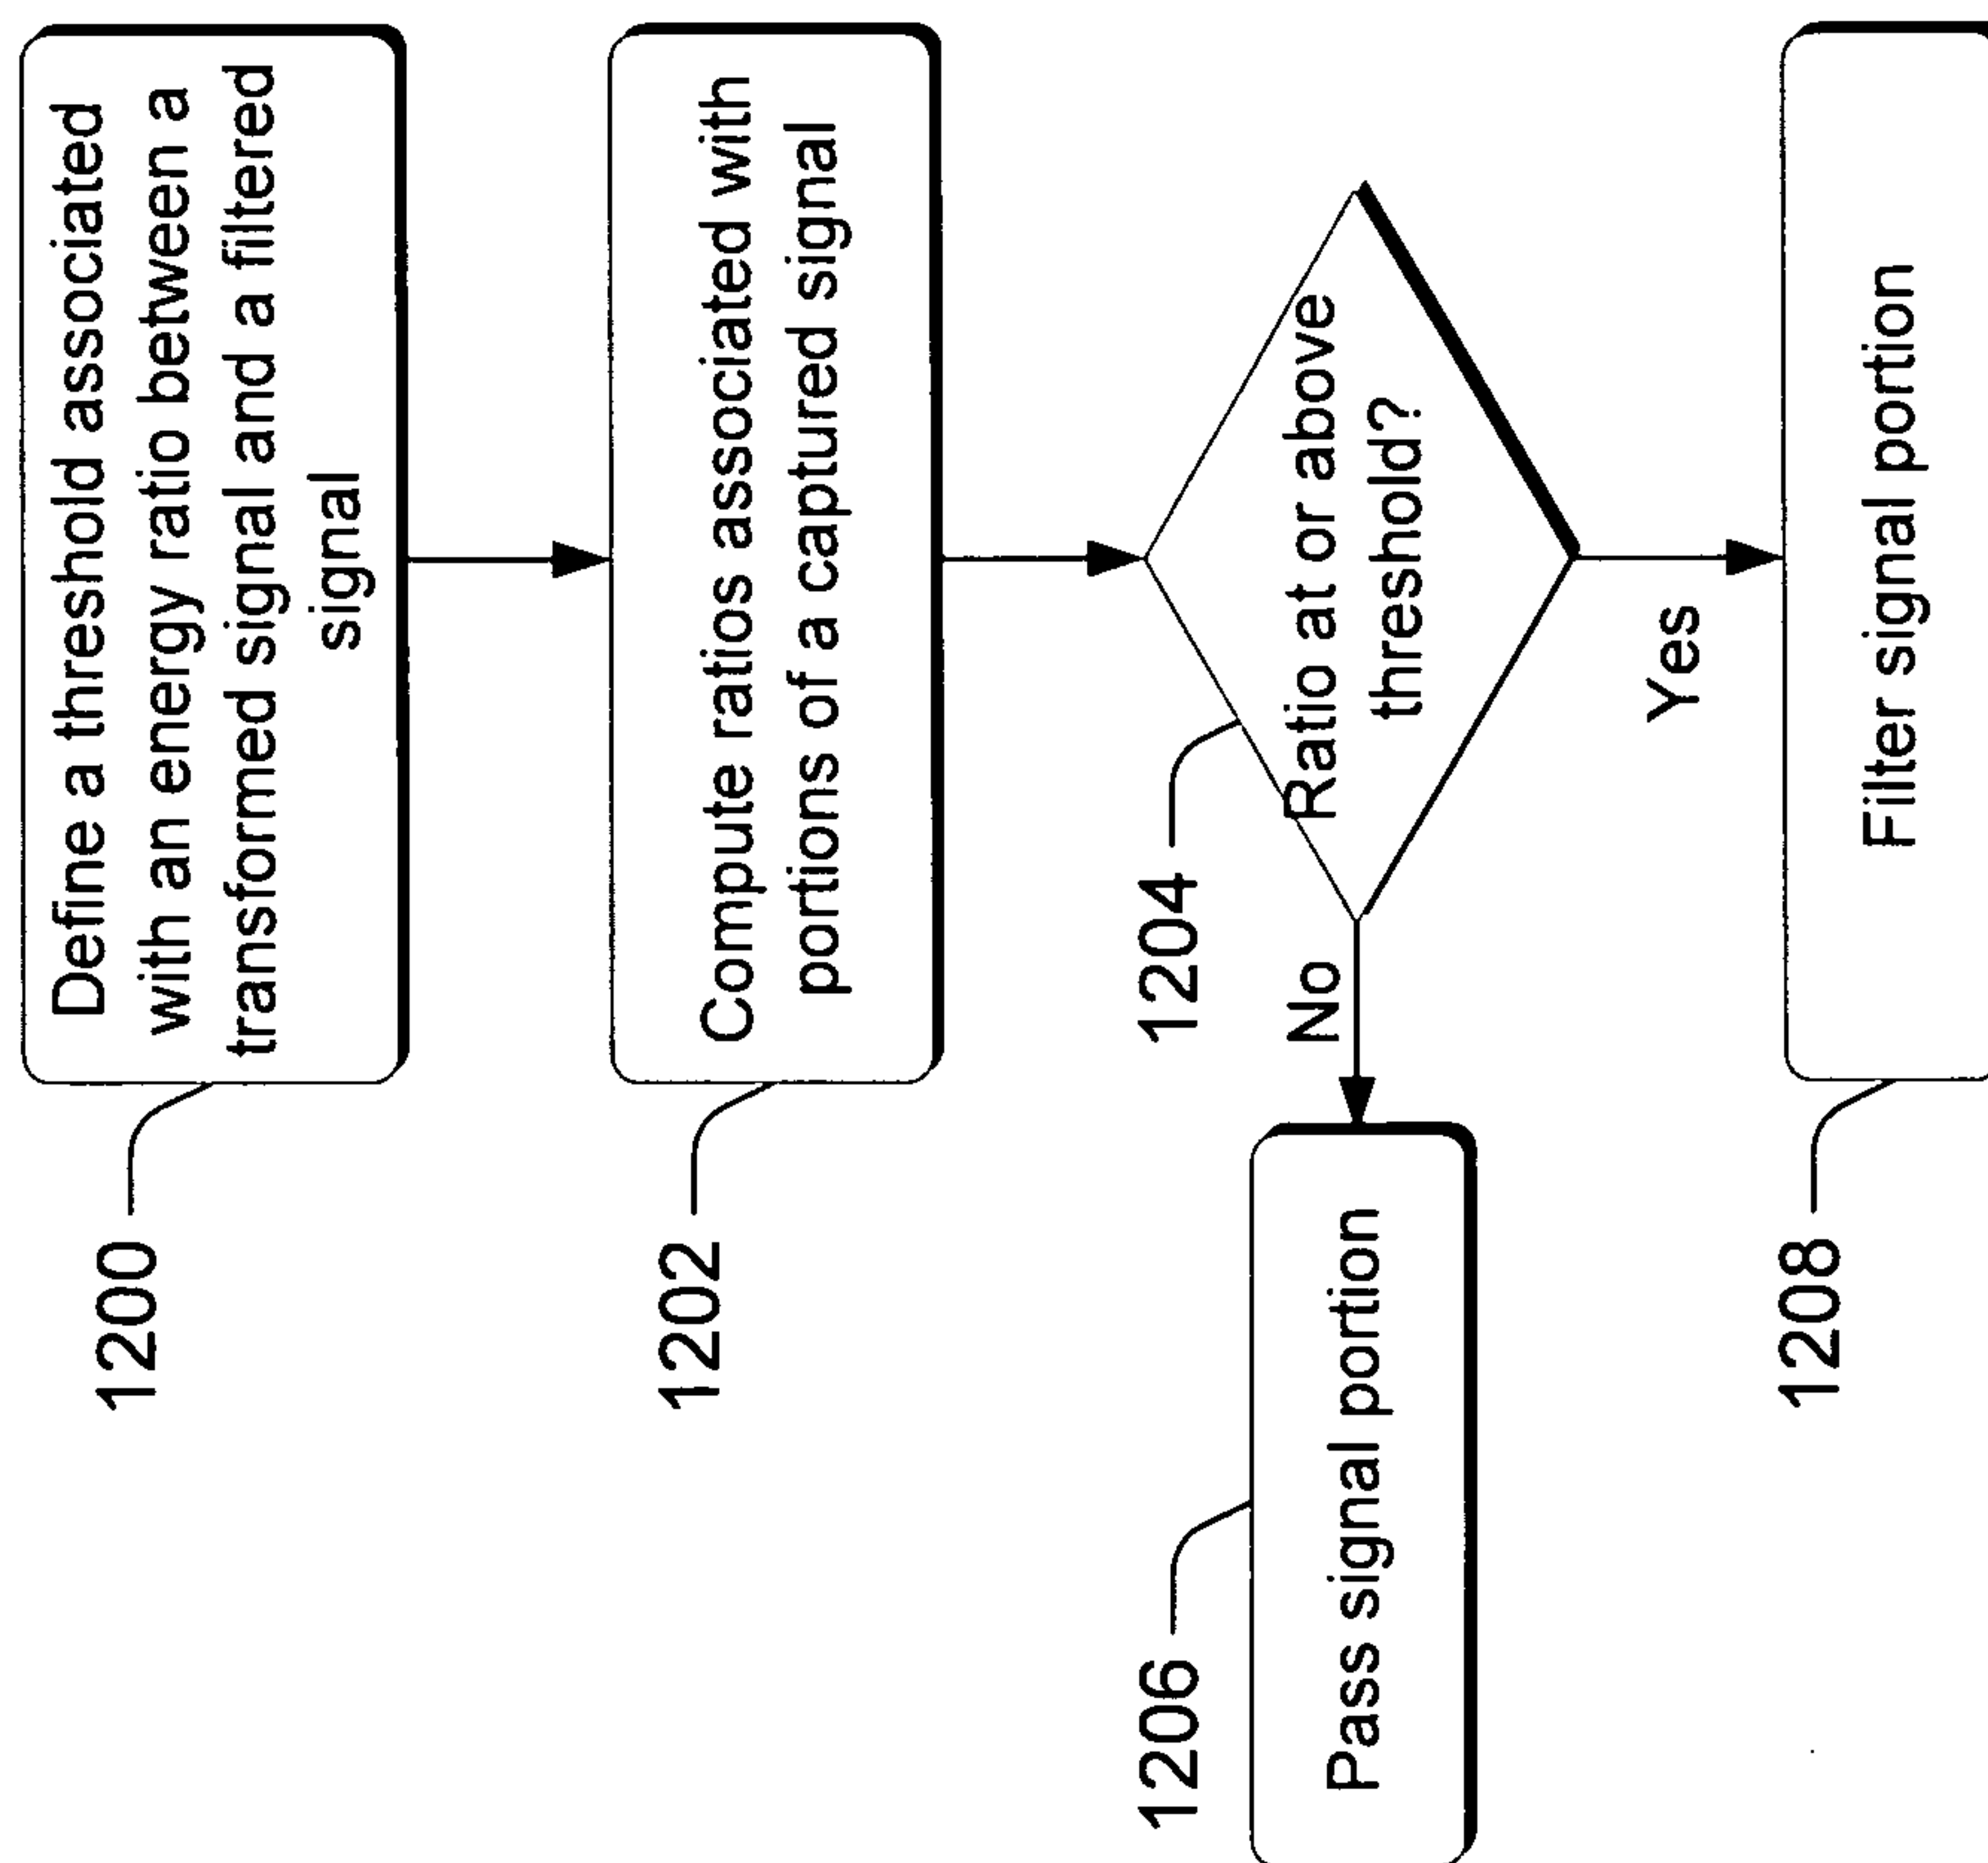 1200
Define a threshold associated
with an energy ratio between a
transformed signal and a filtered
signal
1202
Compute ratios associated with
portions of a captured signal
1204
Ratio at or above
threshold?
No
1206
Pass signal portion
Yes
1208
Filter signal portion